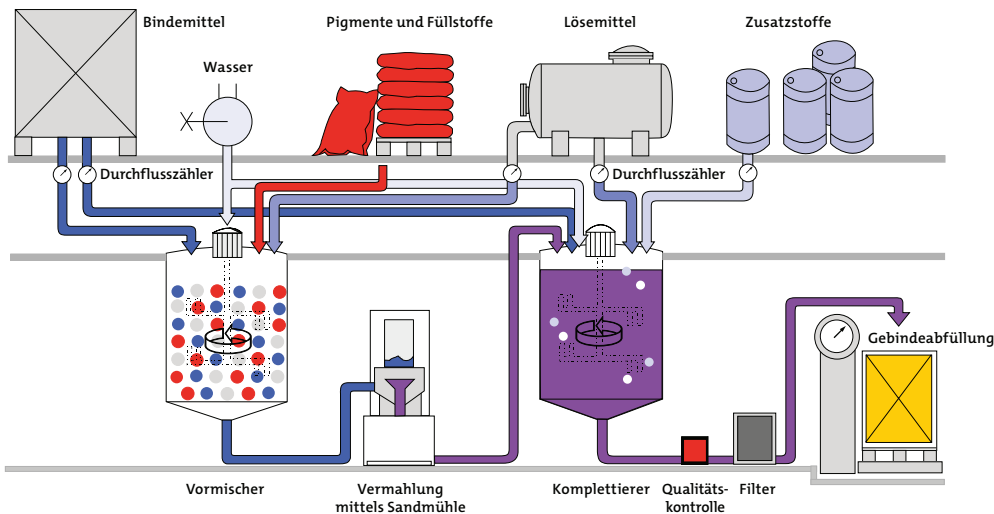 Bindemittel
Pigmente und Füllstoffe
Lösemittel
Zusatzstoffe
Wasser
Durchflusszähler
Durchflusszähler
Gebindeabfüllung
Vormischer
Vermahlung
mittels Sandmühle
Komplettierer
Qualitäts-
kontrolle
Filter